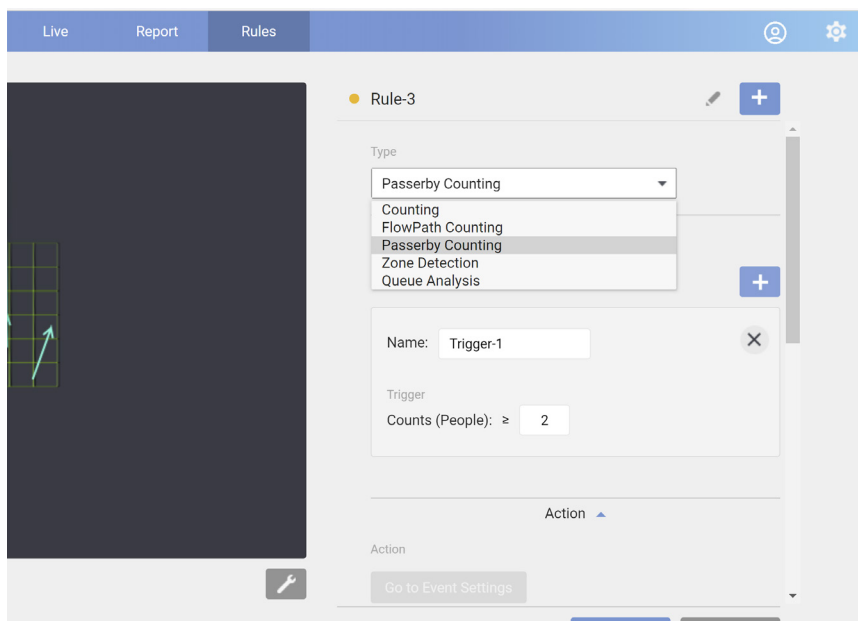 Live Report Rules
Rule-3
Type
Passerby Counting
Counting
FlowPath Counting
Passerby Counting
Zone Detection
Queue Analysis
Name: Trigger-1
Trigger
Counts (People): ≥ 2
Action
Action
Go to Event Settings